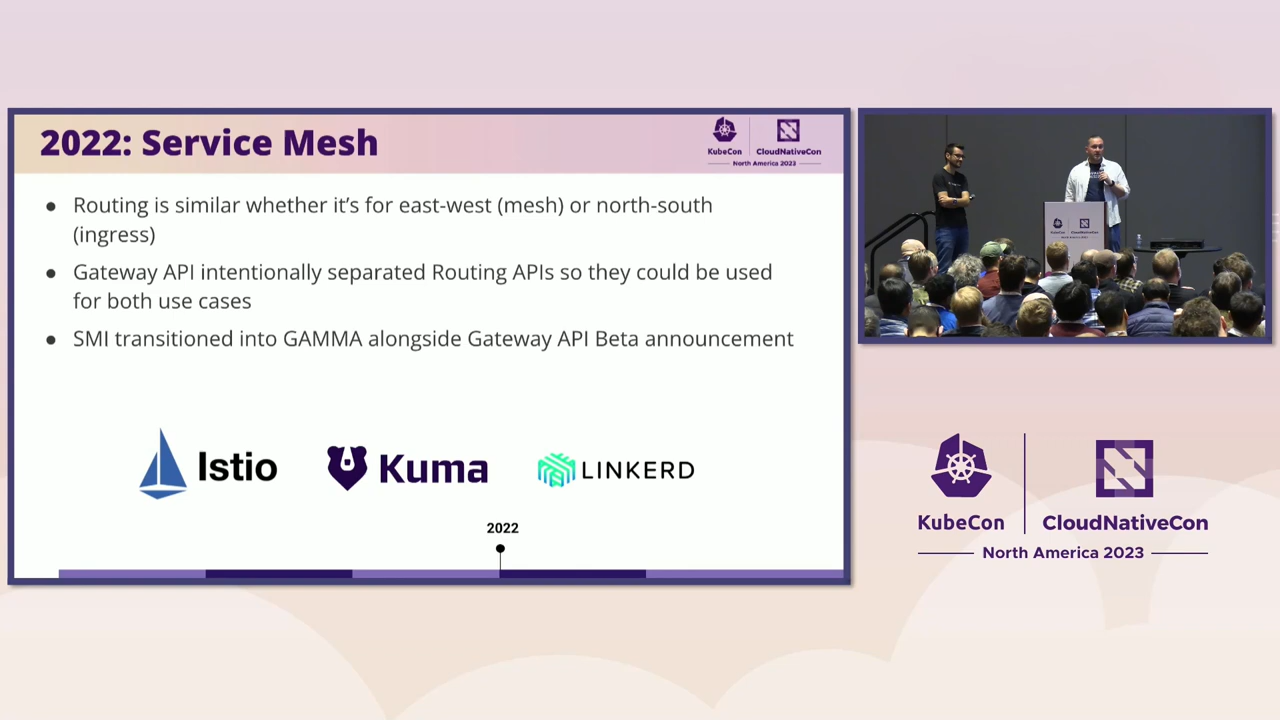 2022: Service Mesh
KubeCon
CloudNativeCon
North America 2023
● Routing is similar whether it’s for east-west (mesh) or north-south
(ingress)
● Gateway API intentionally separated Routing APIs so they could be used
for both use cases
● SMI transitioned into GAMMA alongside Gateway API Beta announcement
Istio
Kuma
LINKERD
2022
KubeCon
CloudNativeCon
KubeCon
CloudNativeCon
North America 2023